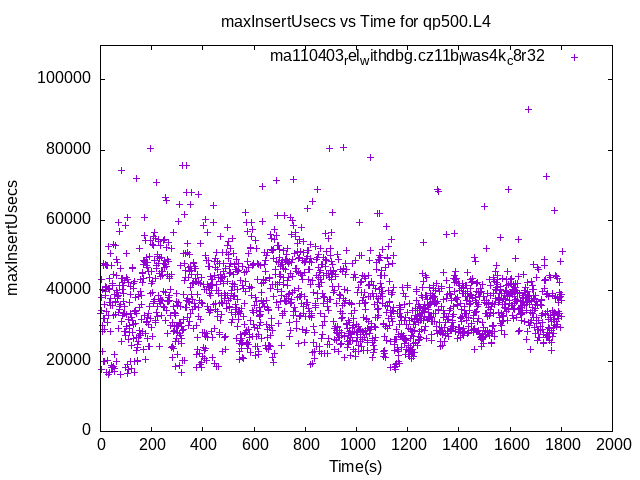 maxInsertUsecs vs Time for qp500.L4
ma110403relwithdbg.cz11blwas4kc8r32
100000
80000
60000
40000
20000
0
maxInsertUsecs
0 200 400 600 800 1000 1200 1400 1600 1800 2000
Time(s)